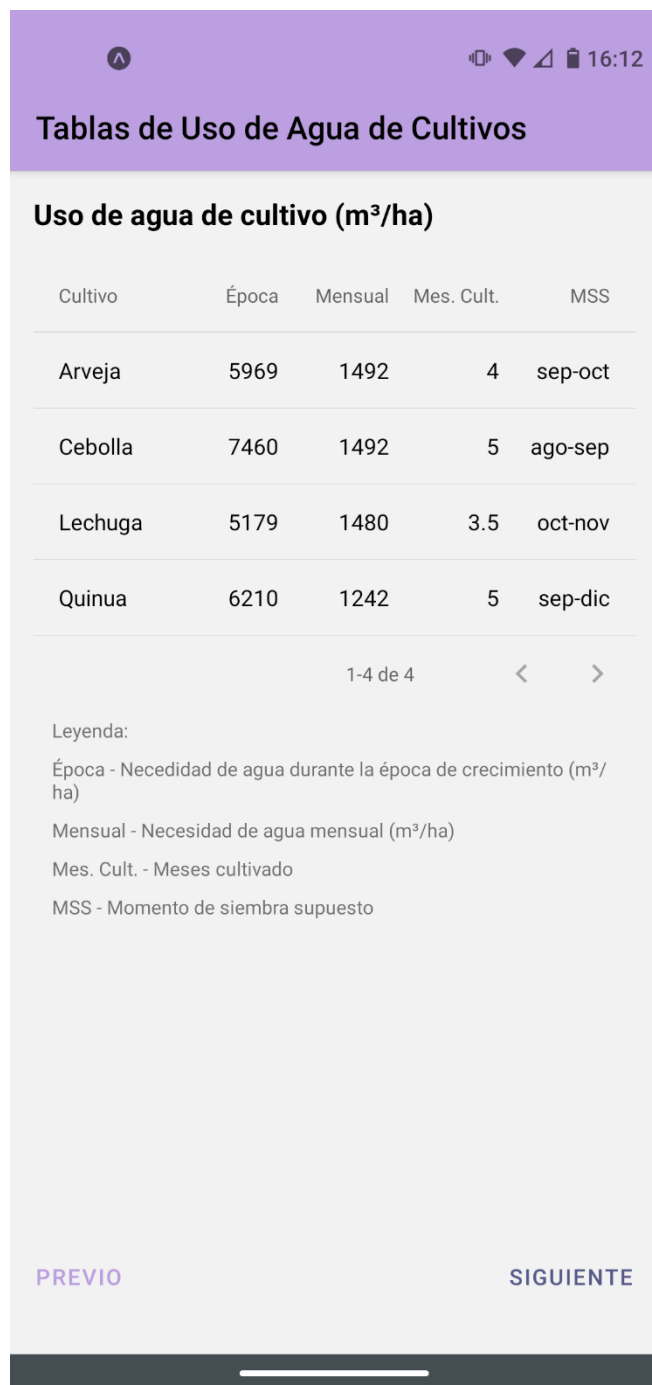 16:12
Tablas de Uso de Agua de Cultivos
Uso de agua de cultivo (m³/ha)
Cultivo Época Mensual Mes. Cult. MSS
Arveja 5969 1492 4 sep-oct
Cebolla 7460 1492 5 ago-sep
Lechuga 5179 1480 3.5 oct-nov
Quinua 6210 1242 5 sep-dic
1-4 de 4
Leyenda:
Época - Necedidad de agua durante la época de crecimiento (m³/
ha)
Mensual - Necesidad de agua mensual (m³/ha)
Mes. Cult. - Meses cultivado
MSS - Momento de siembra supuesto
PREVIO SIGUIENTE